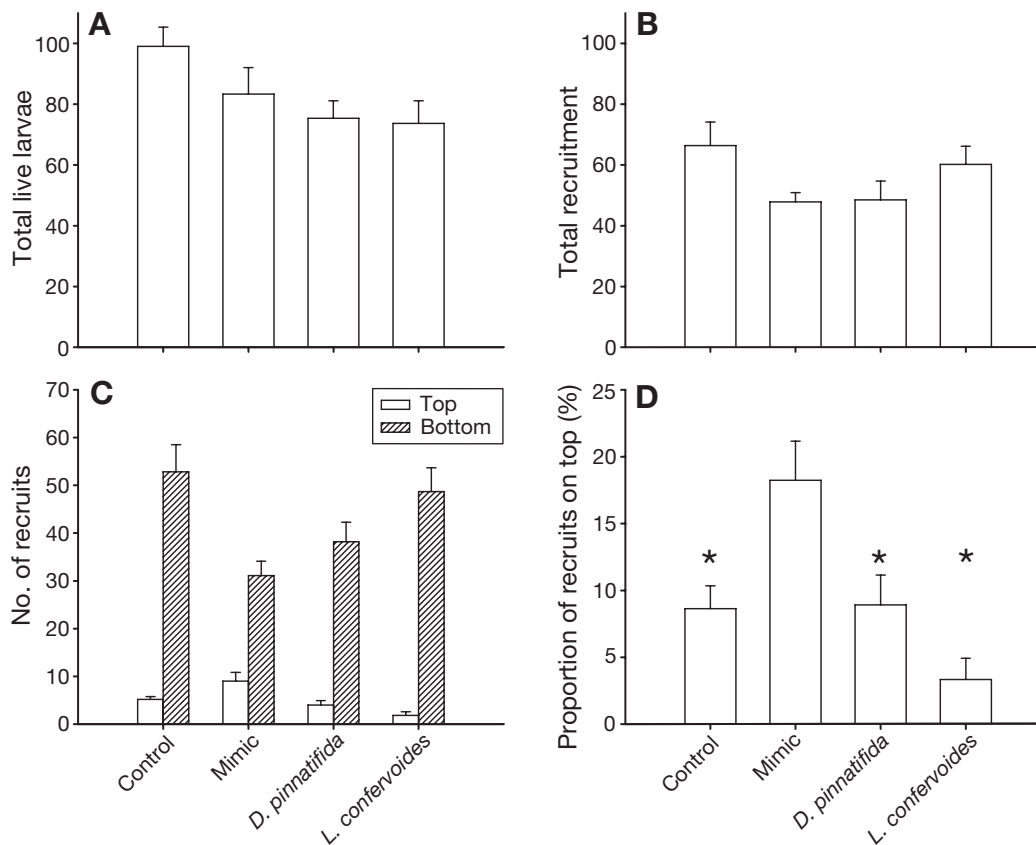 A
Total live larvae
100
80
60
40
20
0
B
Total recruitment
100
80
60
40
20
0
C
No. of recruits
70
60
50
40
30
20
10
0
Top
Bottom
Control
Mimic
D. pinnatifida
L. confervoides
D
Proportion of recruits on top (%)
25
20
15
10
5
0
*
*
*
Control
Mimic
D. pinnatifida
L. confervoides